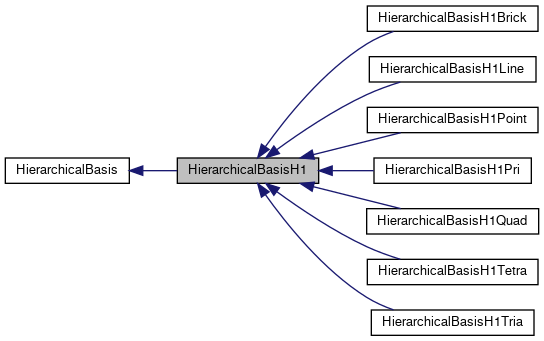 HierarchicalBasisH1Brick
HierarchicalBasisH1Line
HierarchicalBasisH1Point
HierarchicalBasis
HierarchicalBasisH1
HierarchicalBasisH1Pri
HierarchicalBasisH1Quad
HierarchicalBasisH1Tetra
HierarchicalBasisH1Tria